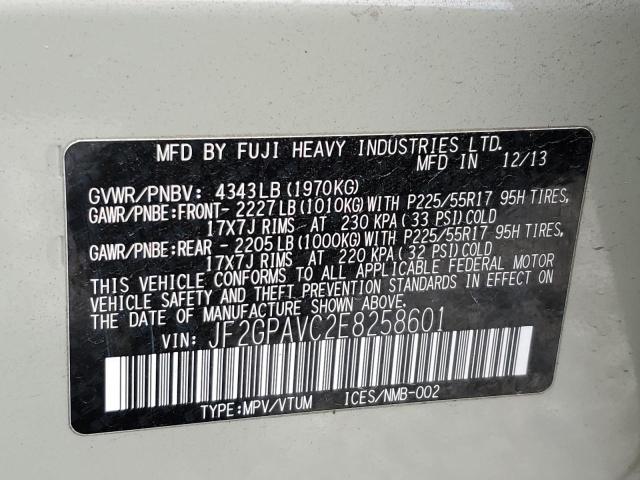 MFD BY FUJI HEAVY INDUSTRIES LTD.
MFD IN 12/13
GVWR/PNBV: 4343LB (1970KG)
GAWR/PNBE:FRONT- 2227 LB (1010KG) WITH P225/55R17 95H TIRES,
17X7J RIMS AT 230 KPA (33 PSI) COLD
GAWR/PNBE:REAR - 2205 LB (1000KG) WITH P225/55R17 95H TIRES,
17X7J RIMS AT 220 KPA (32 PSI) COLD
THIS VEHICLE CONFORMS TO ALL APPLICABLE FEDERAL MOTOR
VEHICLE SAFETY AND THEFT PREVENTION STANDARDS IN EFFECT ON
THE DATE OF MANUFACTURE SHOWN ABOVE.
VIN: JF2GPAVC2E8258601
TYPE:MPV/VTUM ICES/NMB-002